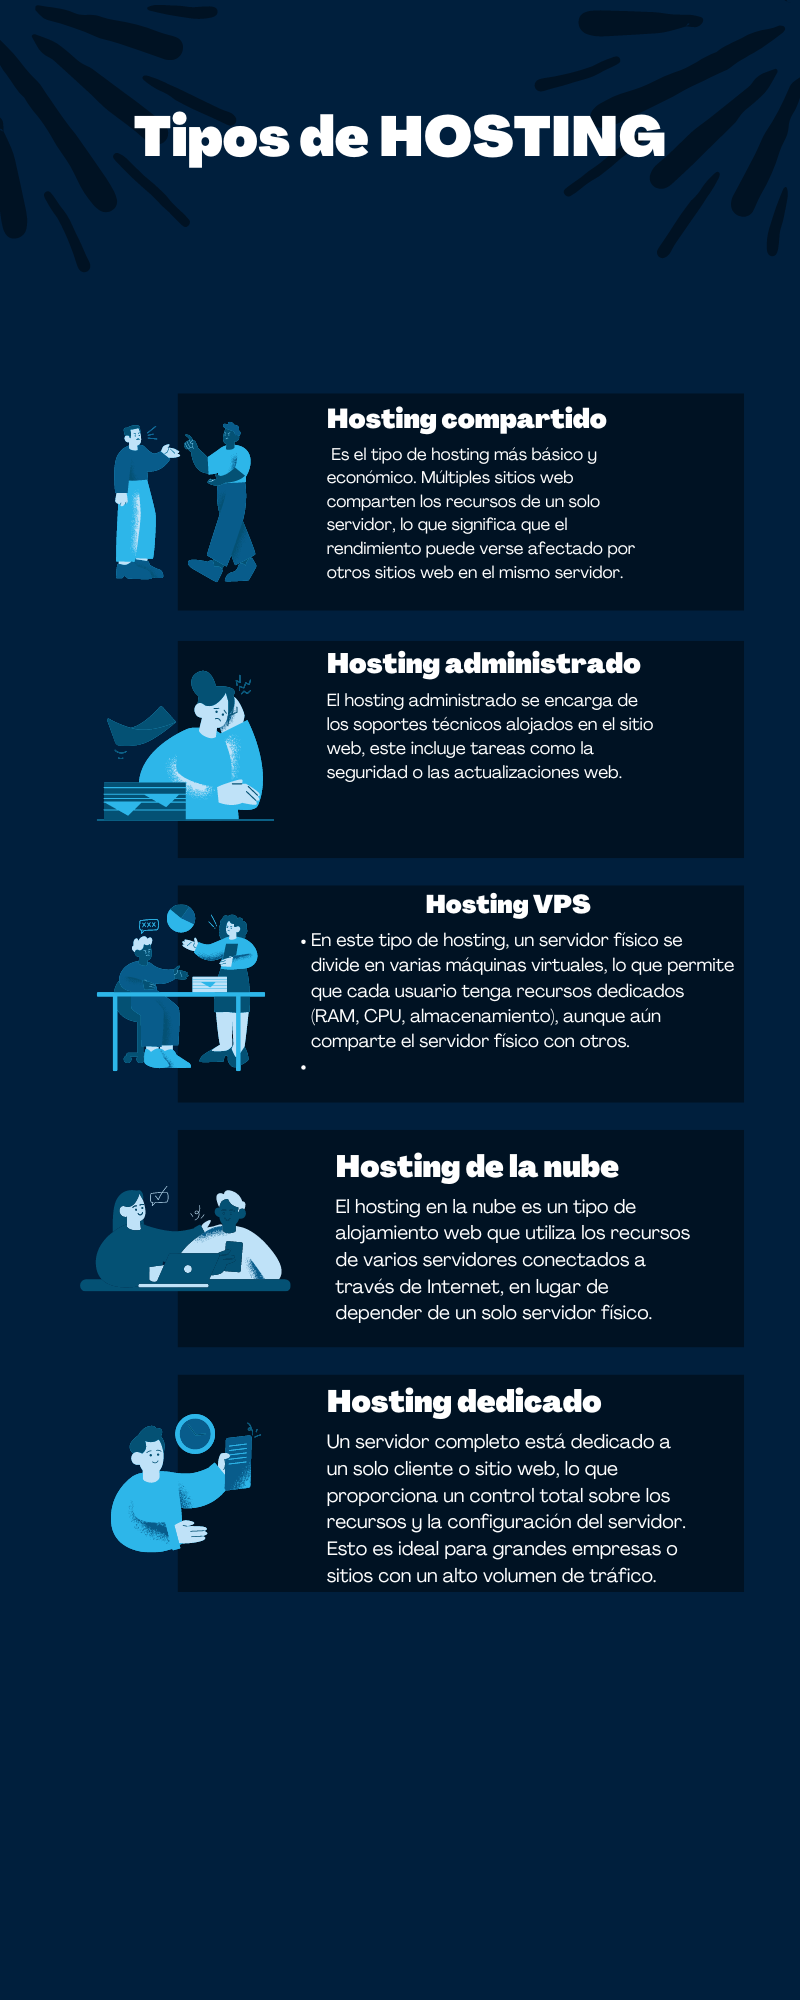 Tipos de HOSTING
Hosting compartido
Es el tipo de hosting más básico y
económico. Múltiples sitios web
comparten los recursos de un solo
servidor, lo que significa que el
rendimiento puede verse afectado por
otros sitios web en el mismo servidor.
Hosting administrado
El hosting administrado se encarga de
los soportes técnicos alojados en el sitio
web, este incluye tareas como la
seguridad o las actualizaciones web.
XXX
Hosting VPS
• En este tipo de hosting, un servidor físico se
divide en varias máquinas virtuales, lo que permite
que cada usuario tenga recursos dedicados
(RAM, CPU, almacenamiento), aunque aún
comparte el servidor físico con otros.
•
Hosting de la nube
El hosting en la nube es un tipo de
alojamiento web que utiliza los recursos
de varios servidores conectados a
través de Internet, en lugar de
depender de un solo servidor físico.
Hosting dedicado
Un servidor completo está dedicado a
un solo cliente o sitio web, lo que
proporciona un control total sobre los
recursos y la configuración del servidor.
Esto es ideal para grandes empresas o
sitios con un alto volumen de tráfico.